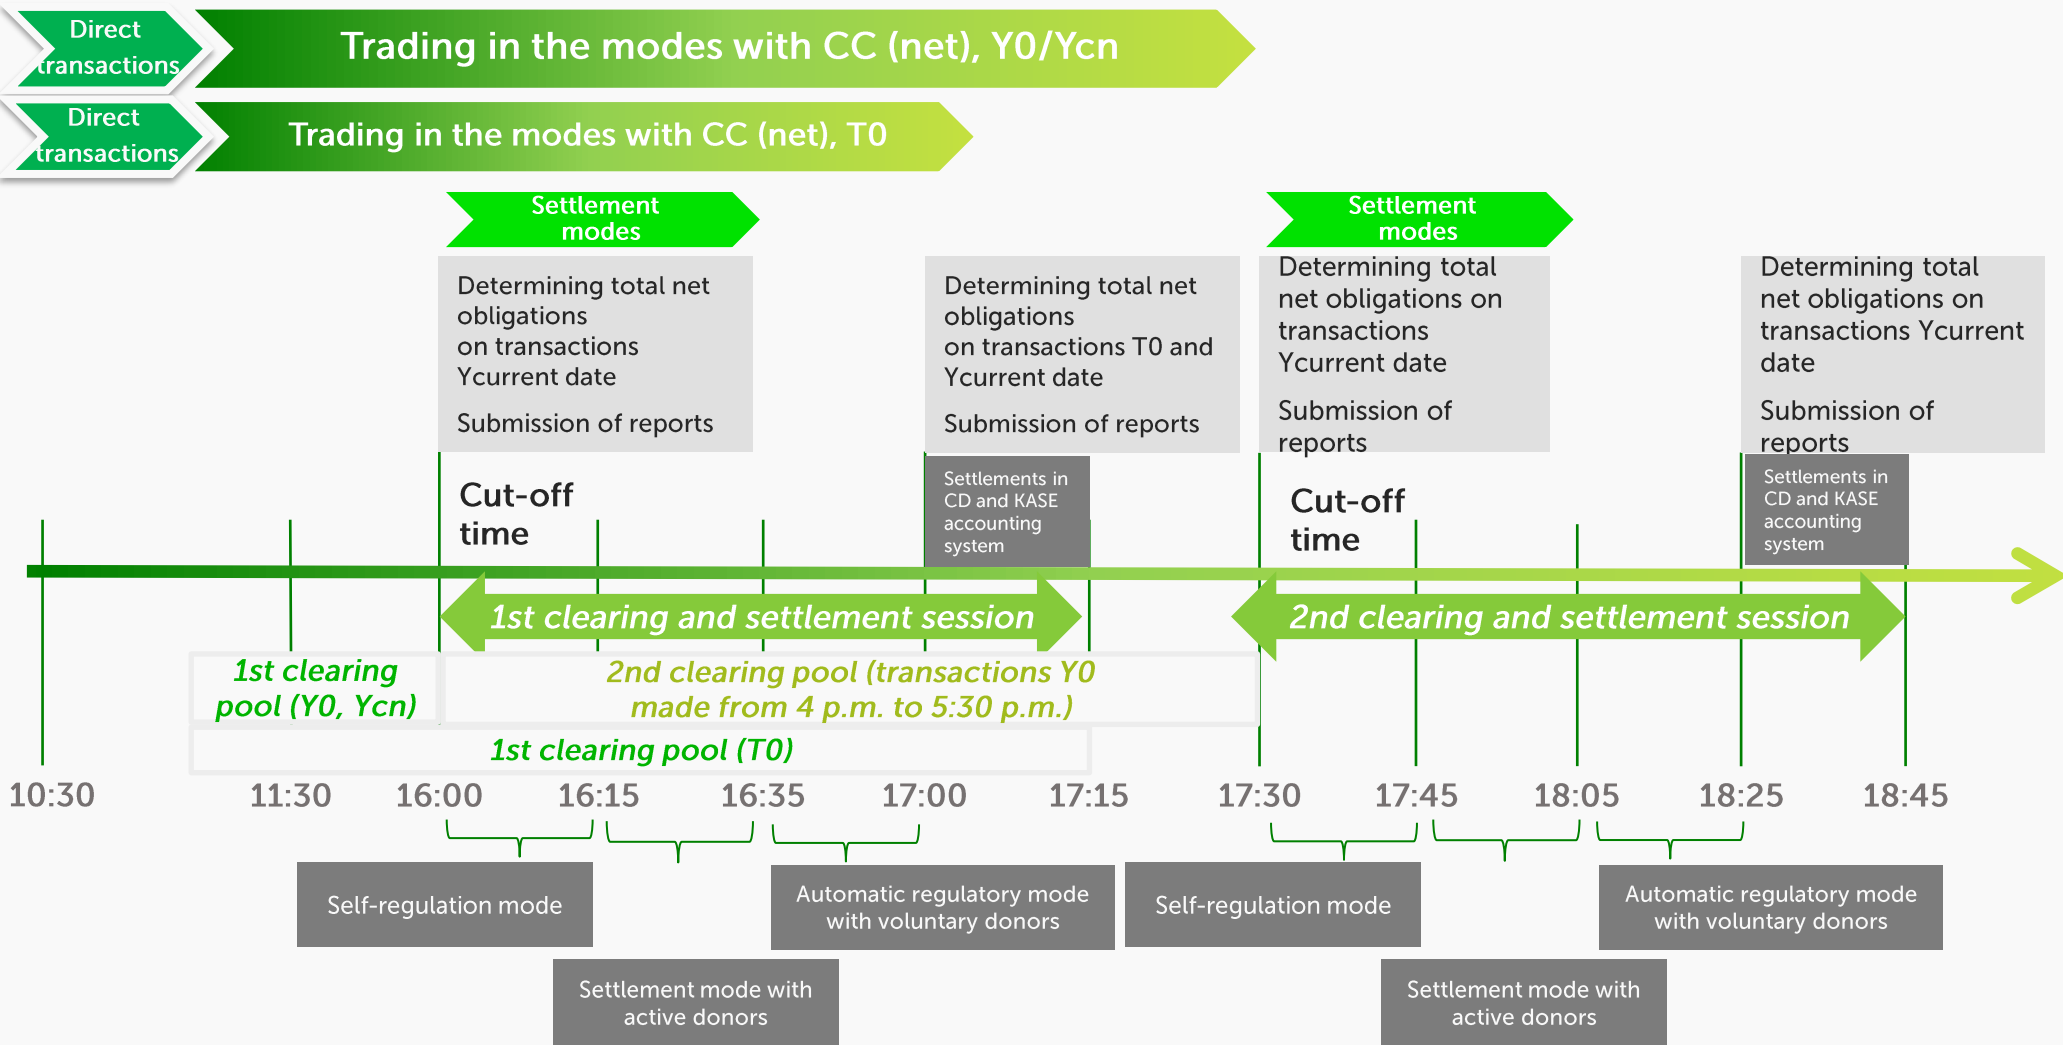 Direct
transactions
Trading in the modes with CC (net), Y0/Ycn
Direct
transactions
Trading in the modes with CC (net), T0
Settlement
modes
Settlement
modes
Determining total net
obligations
on transactions
Ycurrent date
Submission of reports
Determining total net
obligations
on transactions T0 and
Ycurrent date
Submission of reports
Determining total
net obligations on
transactions
Ycurrent date
Submission of
reports
Determining total
net obligations on
transactions Ycurrent
date
Submission of
reports
Cut-off
time
Settlements in
CD and KASE
accounting
system
Cut-off
time
Settlements in
CD and KASE
accounting
system
1st clearing and settlement session
2nd clearing and settlement session
1st clearing
pool (Y0, Ycn)
2nd clearing pool (transactions Y0
made from 4 p.m. to 5:30 p.m.)
1st clearing pool (T0)
10:30 11:30 16:00 16:15 16:35 17:00 17:15 17:30 17:45 18:05 18:25 18:45
Self-regulation mode
Automatic regulatory mode
with voluntary donors
Self-regulation mode
Automatic regulatory mode
with voluntary donors
Settlement mode with
active donors
Settlement mode with
active donors